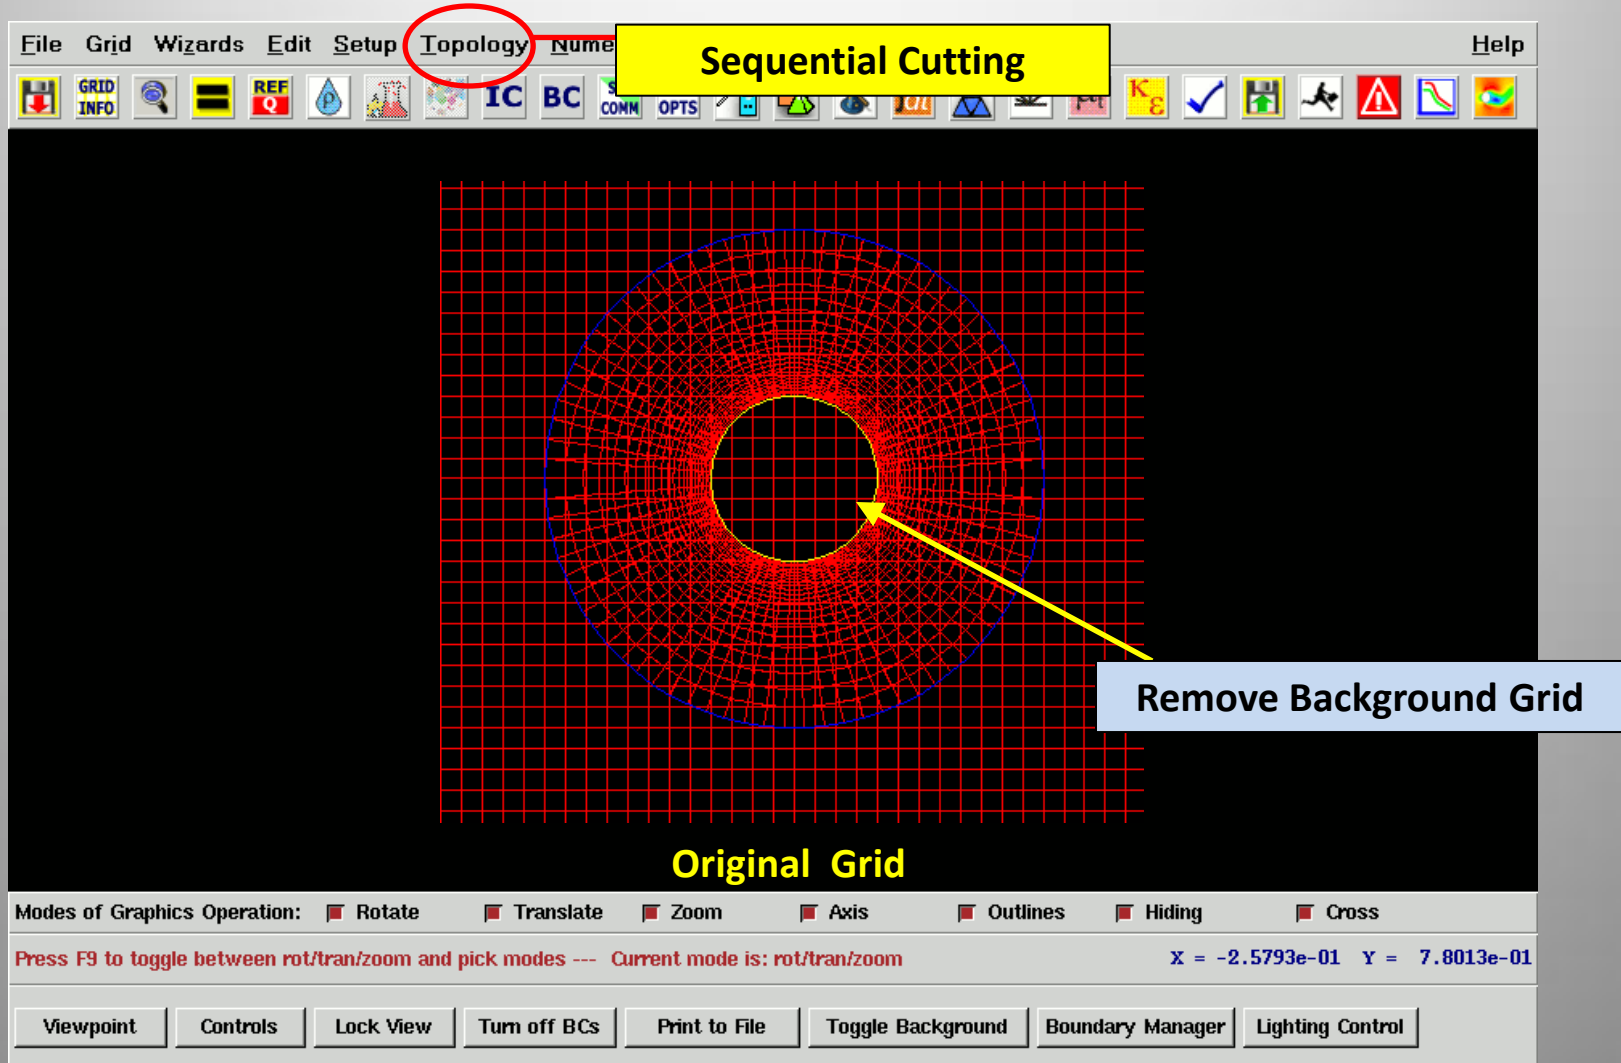 File Grid Wizards Edit Setup Topology Nume Help
Sequential Cutting
GRID INFO REF Q ρ IC BC COMM OPTS Κε
Remove Background Grid
Original Grid
Modes of Graphics Operation: Rotate Translate Zoom Axis Outlines Hiding Cross
Press F9 to toggle between rot/tran/zoom and pick modes --- Current mode is: rot/tran/zoom X = -2.5793e-01 Y = 7.8013e-01
Viewpoint Controls Lock View Turn off BCs Print to File Toggle Background Boundary Manager Lighting Control